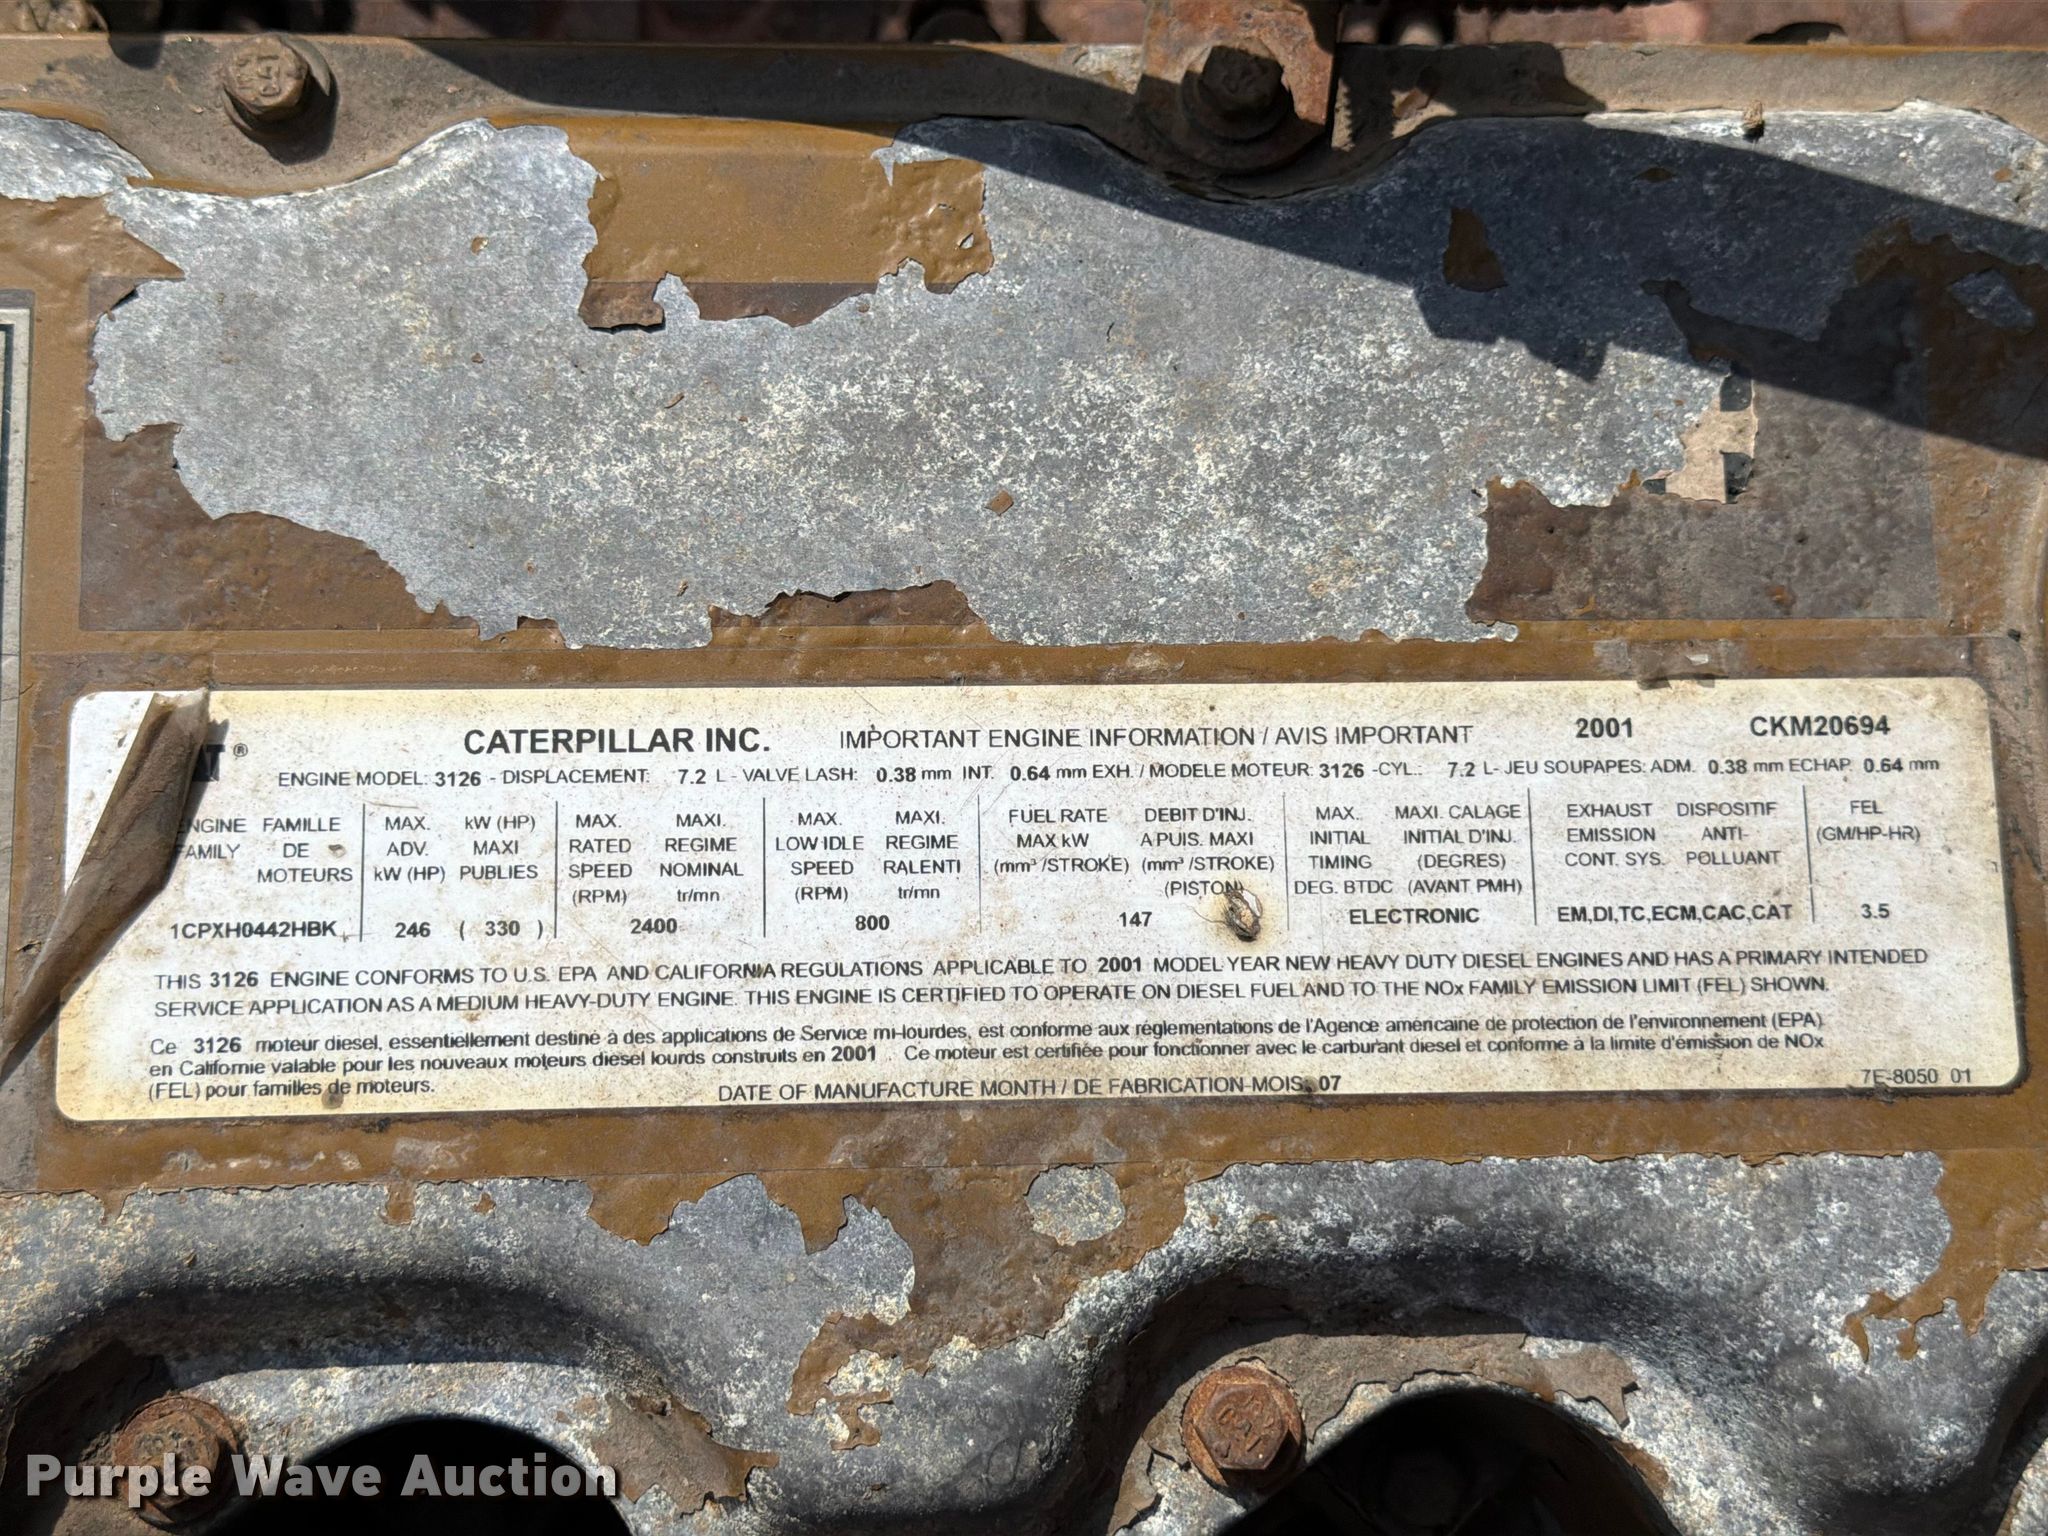 CATERPILLAR INC. IMPORTANT ENGINE INFORMATION / AVIS IMPORTANT 2001 CKM20694
ENGINE MODEL: 3126 - DISPLACEMENT: 7.2 L - VALVE LASH: 0.38 mm INT. 0.64 mm EXH. / MODELE MOTEUR: 3126 -CYL.: 7.2 L- JEU SOUPAPES: ADM. 0.38 mm ECHAP. 0.64 mm
FAMILLE MAX. kW (HP) MAX. MAXI. MAX. MAXI. FUEL RATE DEBIT D'INJ. MAX. MAXI. CALAGE EXHAUST DISPOSITIF FEL
FAMILY DE ADV. MAXI RATED REGIME LOW IDLE REGIME MAX kW A PUIS. MAXI INITIAL INITIAL D'INJ. EMISSION ANTI- (GM/HP-HR)
MOTEURS kW (HP) PUBLIES SPEED NOMINAL SPEED RALENTI (mm³ /STROKE) (mm³ /STROKE) TIMING (DEGRES) CONT. SYS. POLLUANT
(RPM) tr/mn (RPM) tr/mn (PISTON) DEG. BTDC (AVANT PMH)
1CPXH0442HBK 246 ( 330 ) 2400 800 147 ELECTRONIC EM,DI,TC,ECM,CAC,CAT 3.5
THIS 3126 ENGINE CONFORMS TO U.S. EPA AND CALIFORNIA REGULATIONS APPLICABLE TO 2001 MODEL YEAR NEW HEAVY DUTY DIESEL ENGINES AND HAS A PRIMARY INTENDED
SERVICE APPLICATION AS A MEDIUM HEAVY-DUTY ENGINE. THIS ENGINE IS CERTIFIED TO OPERATE ON DIESEL FUEL AND TO THE NOx FAMILY EMISSION LIMIT (FEL) SHOWN.
Ce 3126 moteur diesel, essentiellement destiné à des applications de Service mi-lourdes, est conforme aux réglementations de l'Agence américaine de protection de l'environnement (EPA)
en Californie valable pour les nouveaux moteurs diesel lourds construits en 2001 . Ce moteur est certifiée pour fonctionner avec le carburant diesel et conforme à la limite d'émission de NOx
(FEL) pour familles de moteurs.
DATE OF MANUFACTURE MONTH / DE FABRICATION-MOIS: 07 7E-8050 01
Purple Wave Auction